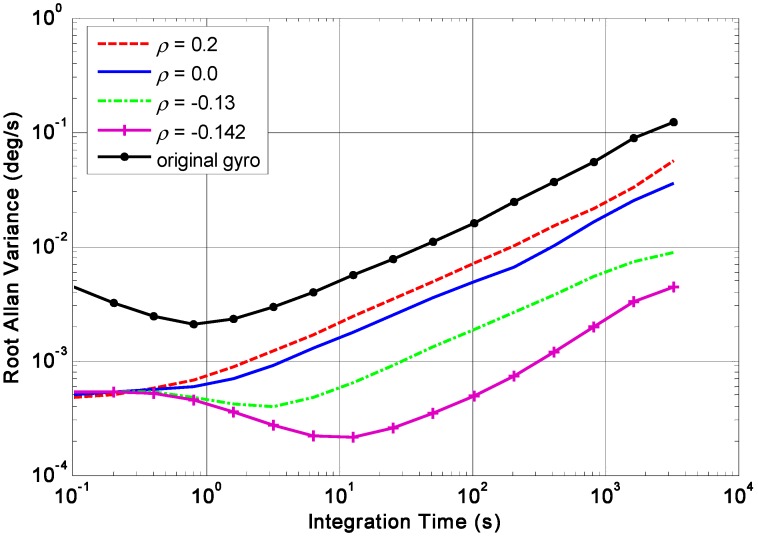 10^0
10^-1
10^-2
10^-3
10^-4
Root Allan Variance (deg/s)
ρ = 0.2
ρ = 0.0
ρ = -0.13
ρ = -0.142
original gyro
10^-1 10^0 10^1 10^2 10^3 10^4
Integration Time (s)